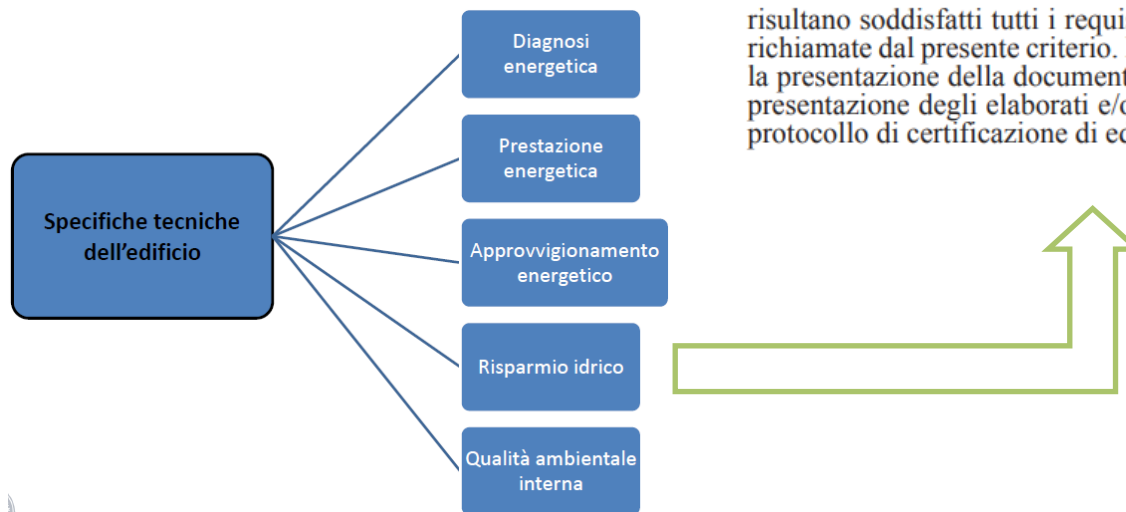 risultano soddisfatti tutti i
richiamate dal presente criterio.
la presentazione della
presentazione degli elaborati
protocollo di certificazione di
Specifiche tecniche
dell'edificio
Diagnosi
energetica
Prestazione
energetica
Approvvigionamento
energetico
Risparmio idrico
Qualità ambientale
interna